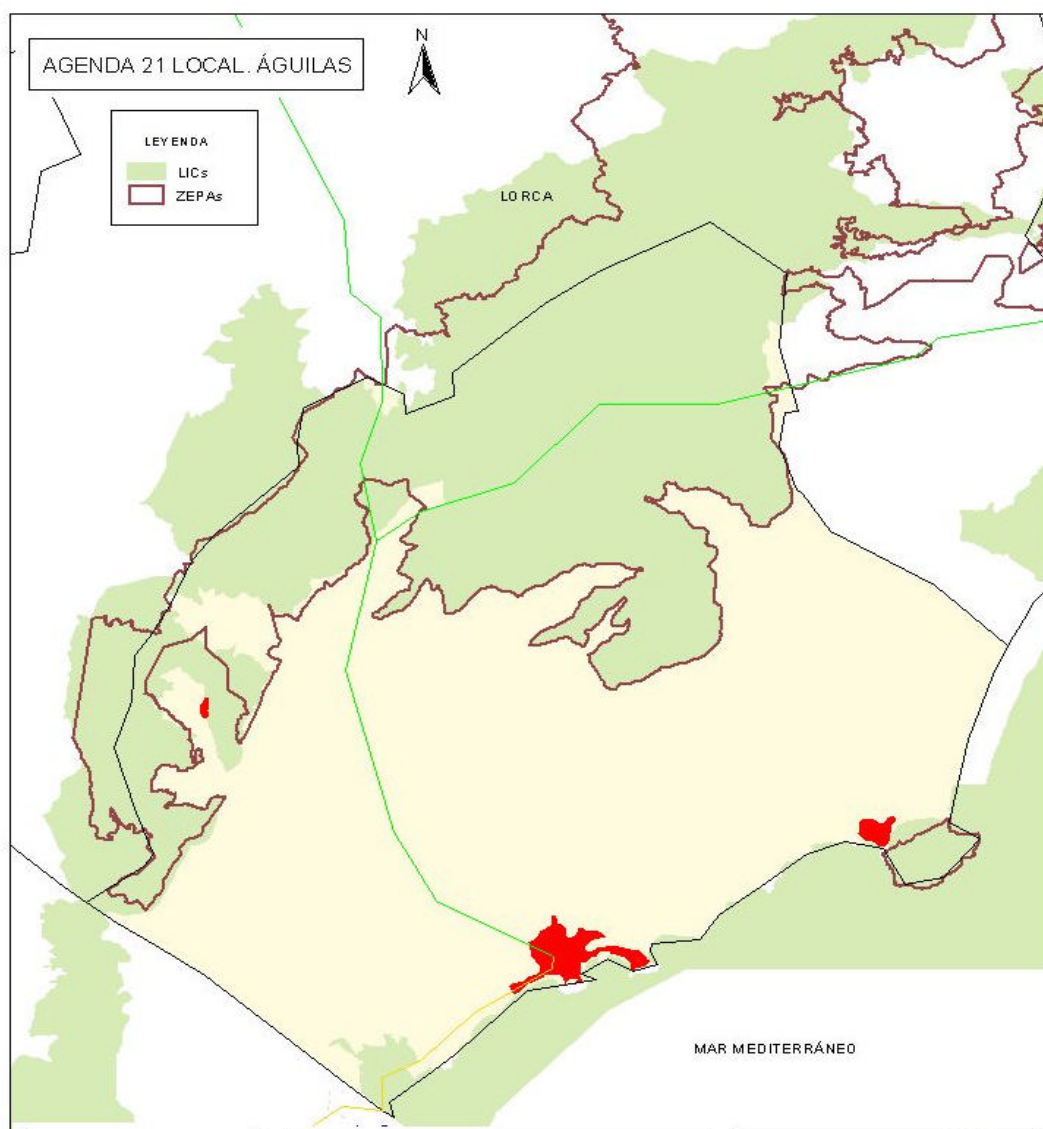 AGENDA 21 LOCAL. ÁGUILAS
N
LEYENDA
LICs
ZEPAs
LORCA
MAR MEDITERRÁNEO